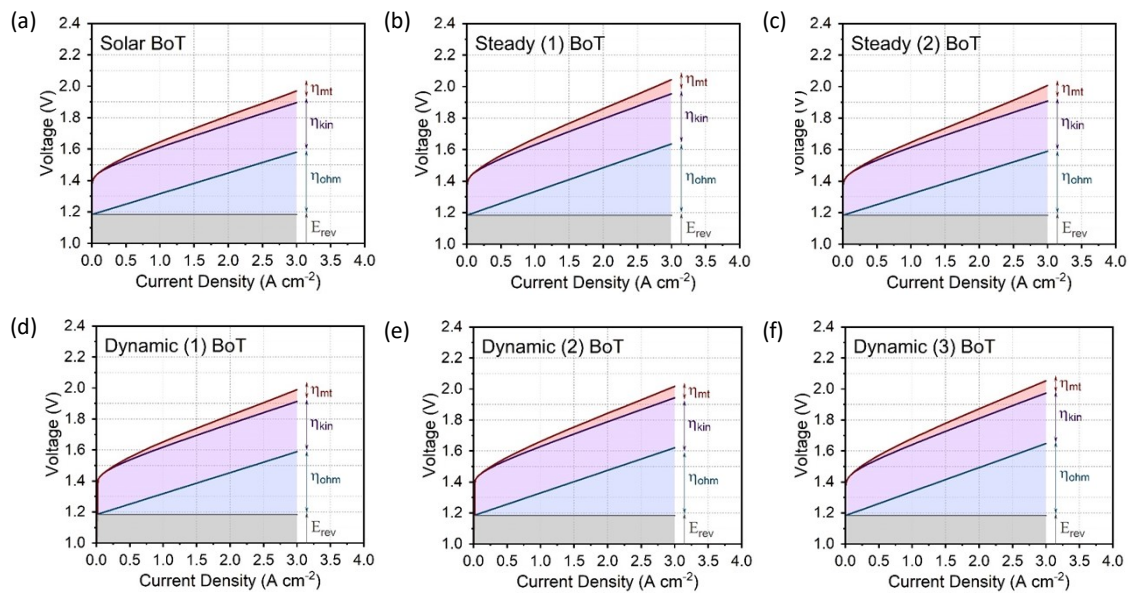 (a)
Solar BoT
2.4
2.2
2.0
1.8
1.6
1.4
1.2
1.0
Voltage (V)
ηmt
ηkin
ηohm
Erev
0.0 0.5 1.0 1.5 2.0 2.5 3.0 3.5 4.0
Current Density (A cm-2)
(b)
Steady (1) BoT
2.4
2.2
2.0
1.8
1.6
1.4
1.2
1.0
Voltage (V)
ηmt
ηkin
ηohm
Erev
0.0 0.5 1.0 1.5 2.0 2.5 3.0 3.5 4.0
Current Density (A cm-2)
(c)
Steady (2) BoT
2.4
2.2
2.0
1.8
1.6
1.4
1.2
1.0
Voltage (V)
ηmt
ηkin
ηohm
Erev
0.0 0.5 1.0 1.5 2.0 2.5 3.0 3.5 4.0
Current Density (A cm-2)
(d)
Dynamic (1) BoT
2.4
2.2
2.0
1.8
1.6
1.4
1.2
1.0
Voltage (V)
ηmt
ηkin
ηohm
Erev
0.0 0.5 1.0 1.5 2.0 2.5 3.0 3.5 4.0
Current Density (A cm-2)
(e)
Dynamic (2) BoT
2.4
2.2
2.0
1.8
1.6
1.4
1.2
1.0
Voltage (V)
ηmt
ηkin
ηohm
Erev
0.0 0.5 1.0 1.5 2.0 2.5 3.0 3.5 4.0
Current Density (A cm-2)
(f)
Dynamic (3) BoT
2.4
2.2
2.0
1.8
1.6
1.4
1.2
1.0
Voltage (V)
ηmt
ηkin
ηohm
Erev
0.0 0.5 1.0 1.5 2.0 2.5 3.0 3.5 4.0
Current Density (A cm-2)